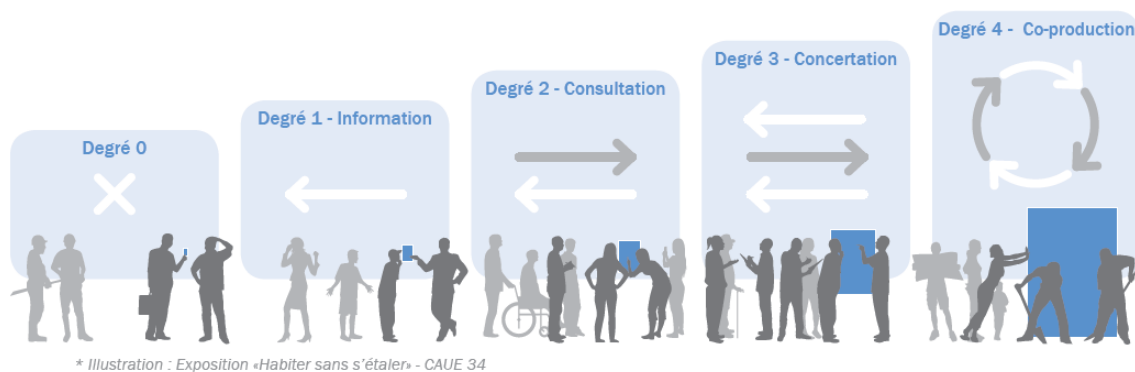 Degré 0
Degré 1 - Information
Degré 2 - Consultation
Degré 3 - Concertation
Degré 4 - Co-production
* Illustration : Exposition «Habiter sans s’étaler» - CAUE 34